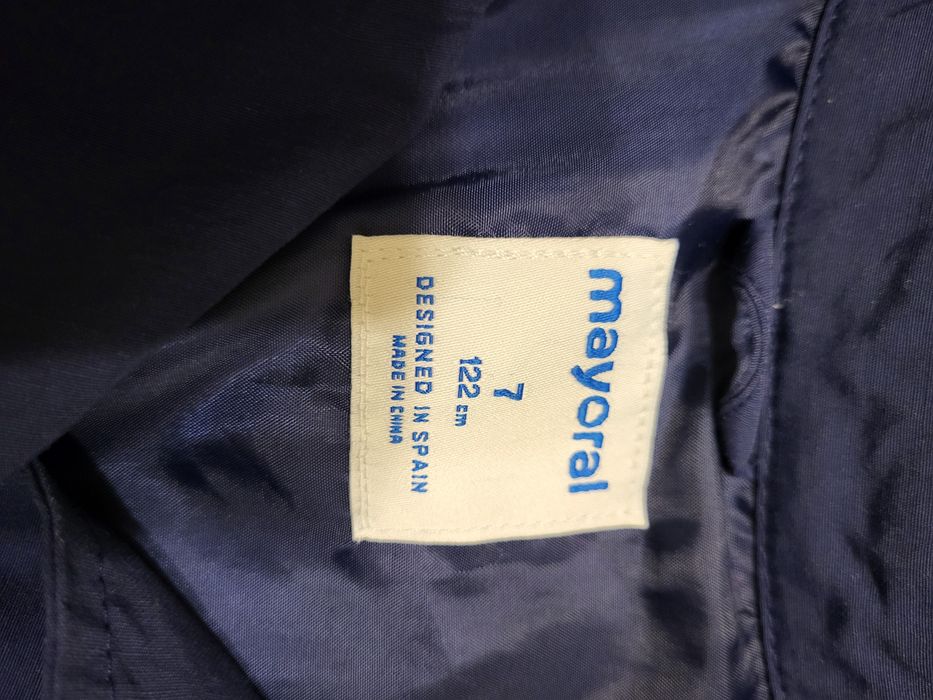 mayoral
7
122 cm
DESIGNED IN SPAIN
MADE IN CHINA